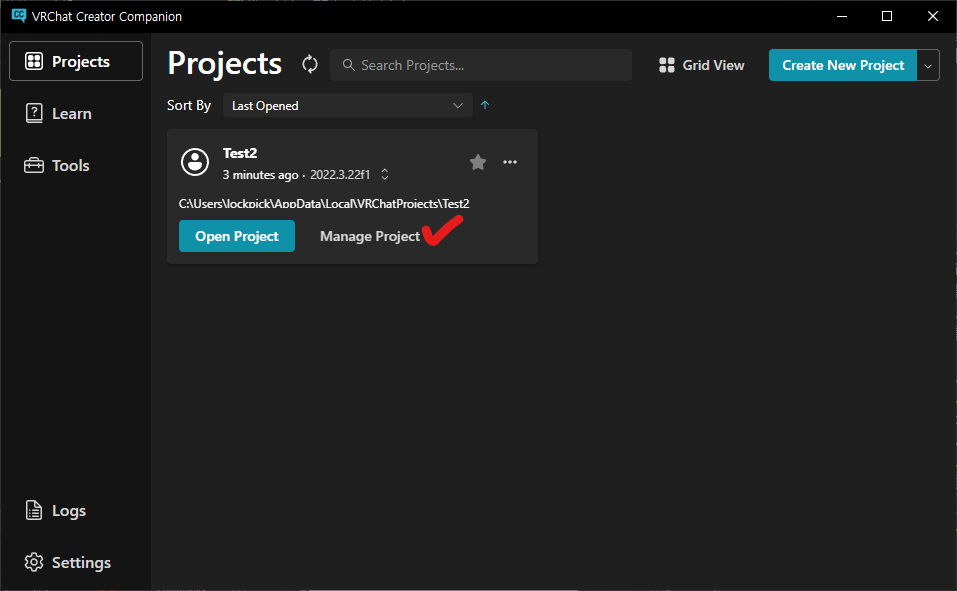 VRChat Creator Companion
Projects
Learn
Tools
Logs
Settings
Projects
Search Projects...
Grid View
Create New Project
Sort By
Last Opened
Test2
3 minutes ago · 2022.3.22f1
C:\Users\lockpick\AppData\Local\VRChatProjects\Test2
Open Project
Manage Project